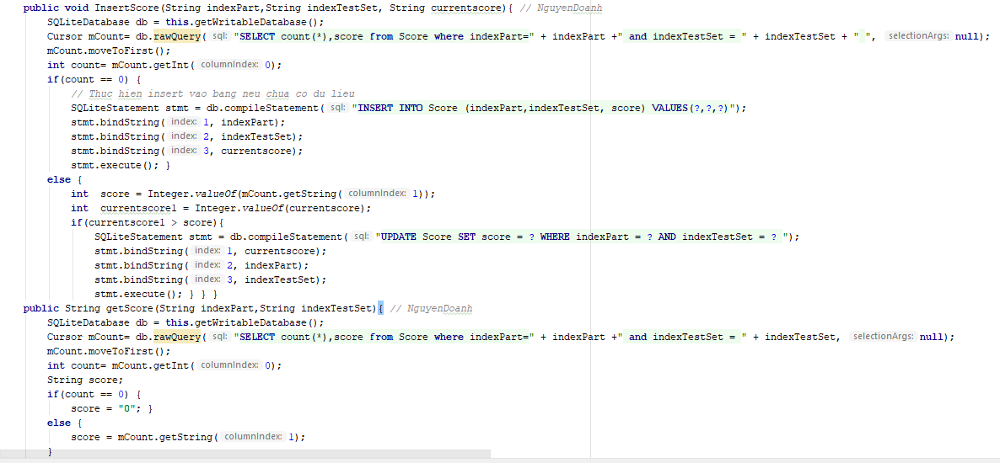 public void InsertScore(String indexPart,String indexTestSet, String currentscore){ // NguyenDoanh
SQLiteDatabase db = this.getWritableDatabase();
Cursor mCount= db.rawQuery( sql: "SELECT count(*),score from Score where indexPart=" + indexPart +" and indexTestSet = " + indexTestSet + " ", selectionArgs: null);
mCount.moveToFirst();
int count= mCount.getInt( columnIndex: 0);
if(count == 0) {
// Thuc hien insert vao bang neu chua co du lieu
SQLiteStatement stmt = db.compileStatement( sql: "INSERT INTO Score (indexPart,indexTestSet, score) VALUES(?,?,?)");
stmt.bindString( index: 1, indexPart);
stmt.bindString( index: 2, indexTestSet);
stmt.bindString( index: 3, currentscore);
stmt.execute(); }
else {
int  score = Integer.valueOf(mCount.getString( columnIndex: 1));
int  currentscore1 = Integer.valueOf(currentscore);
if(currentscore1 > score){
SQLiteStatement stmt = db.compileStatement( sql: "UPDATE Score SET score = ? WHERE indexPart = ? AND indexTestSet = ? ");
stmt.bindString( index: 1, currentscore);
stmt.bindString( index: 2, indexPart);
stmt.bindString( index: 3, indexTestSet);
stmt.execute(); } } }
public String getScore(String indexPart,String indexTestSet){ // NguyenDoanh
SQLiteDatabase db = this.getWritableDatabase();
Cursor mCount= db.rawQuery( sql: "SELECT count(*),score from Score where indexPart=" + indexPart +" and indexTestSet = " + indexTestSet, selectionArgs: null);
mCount.moveToFirst();
int count= mCount.getInt( columnIndex: 0);
String score;
if(count == 0) {
score = "0"; }
else {
score = mCount.getString( columnIndex: 1);
}